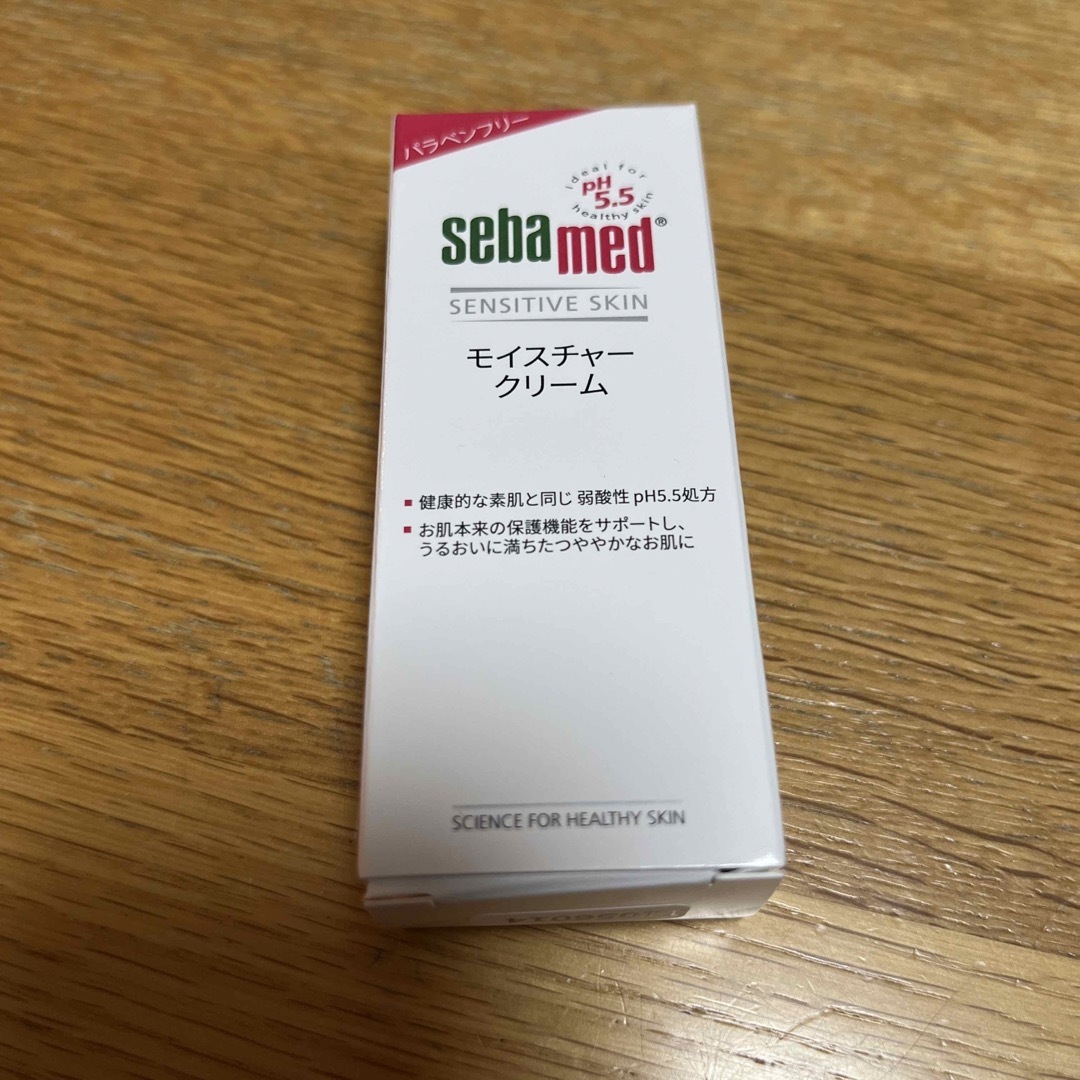 パラベンフリー
ideal for
pH
5.5
healthy skin
sebamed®
SENSITIVE SKIN
モイスチャー
クリーム
■ 健康的な素肌と同じ 弱酸性 pH5.5処方
■ お肌本来の保護機能をサポートし、
うるおいに満ちたつややかなお肌に
SCIENCE FOR HEALTHY SKIN